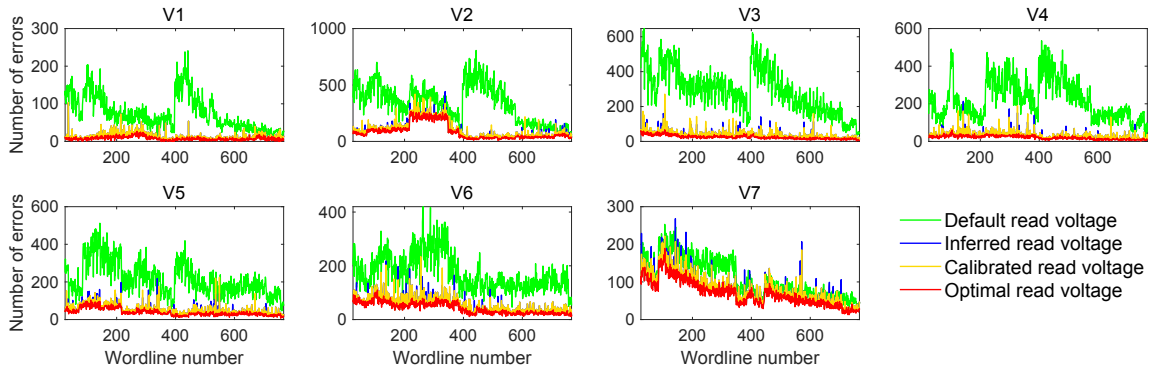 V1
V2
V3
V4
Number of errors
300
200
100
0
200 400 600
1000
500
0
200 400 600
600
400
200
0
200 400 600
600
400
200
0
200 400 600
V5
V6
V7
Number of errors
600
400
200
0
200 400 600
Wordline number
400
200
0
200 400 600
Wordline number
300
200
100
0
200 400 600
Wordline number
Default read voltage
Inferred read voltage
Calibrated read voltage
Optimal read voltage